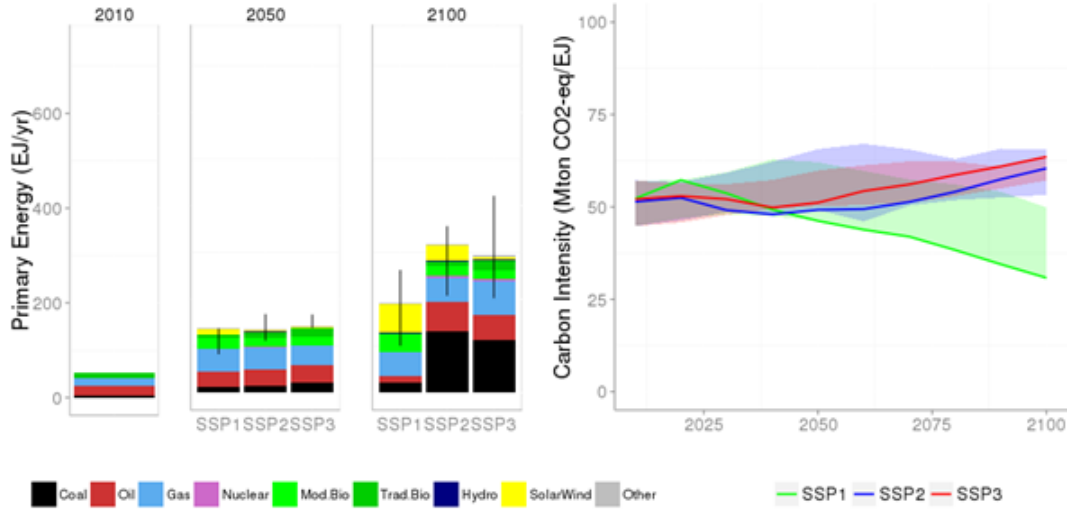 2010
2050
2100
Primary Energy (EJ/yr)
600
400
200
0
SSP1 SSP2 SSP3
SSP1 SSP2 SSP3
Coal
Oil
Gas
Nuclear
Mod.Bio
Trad.Bio
Hydro
SolarWind
Other
Carbon Intensity (Mton CO2-eq/EJ)
100
75
50
25
0
2025
2050
2075
2100
SSP1
SSP2
SSP3